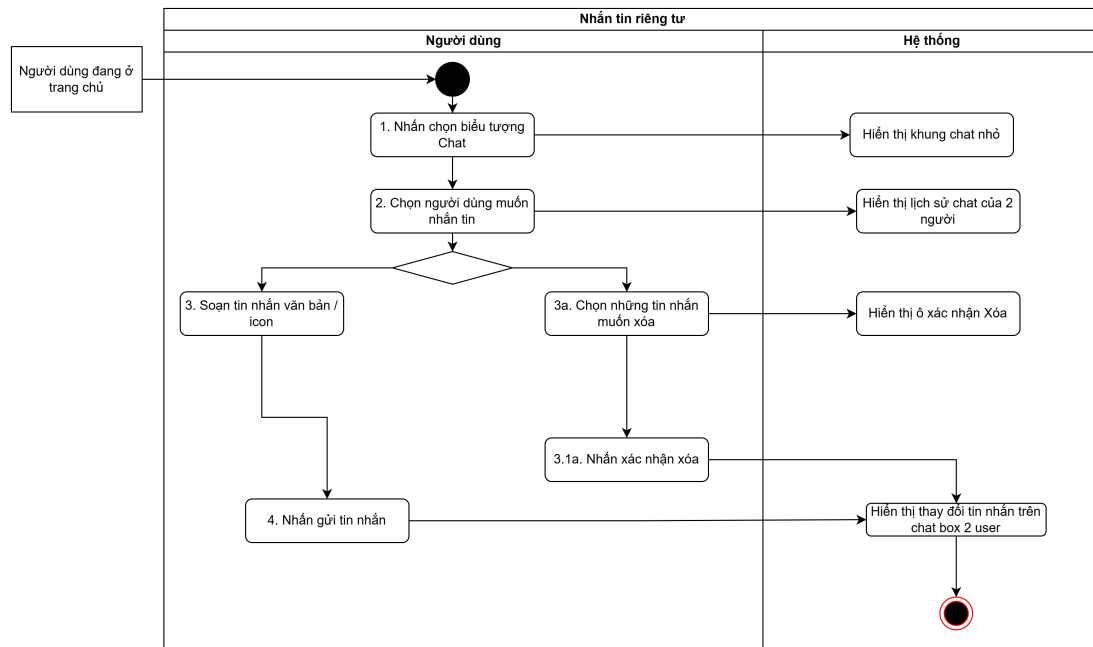 Nhắn tin riêng tư
Người dùng
Hệ thống
Người dùng đang ở
trang chủ
1. Nhấn chọn biểu tượng
Chat
Hiển thị khung chat nhỏ
2. Chọn người dùng muốn
nhắn tin
Hiển thị lịch sử chat của 2
người
3. Soạn tin nhắn văn bản /
icon
3a. Chọn những tin nhắn
muốn xóa
Hiển thị ô xác nhận Xóa
3.1a. Nhấn xác nhận xóa
4. Nhấn gửi tin nhắn
Hiển thị thay đổi tin nhắn trên
chat box 2 user